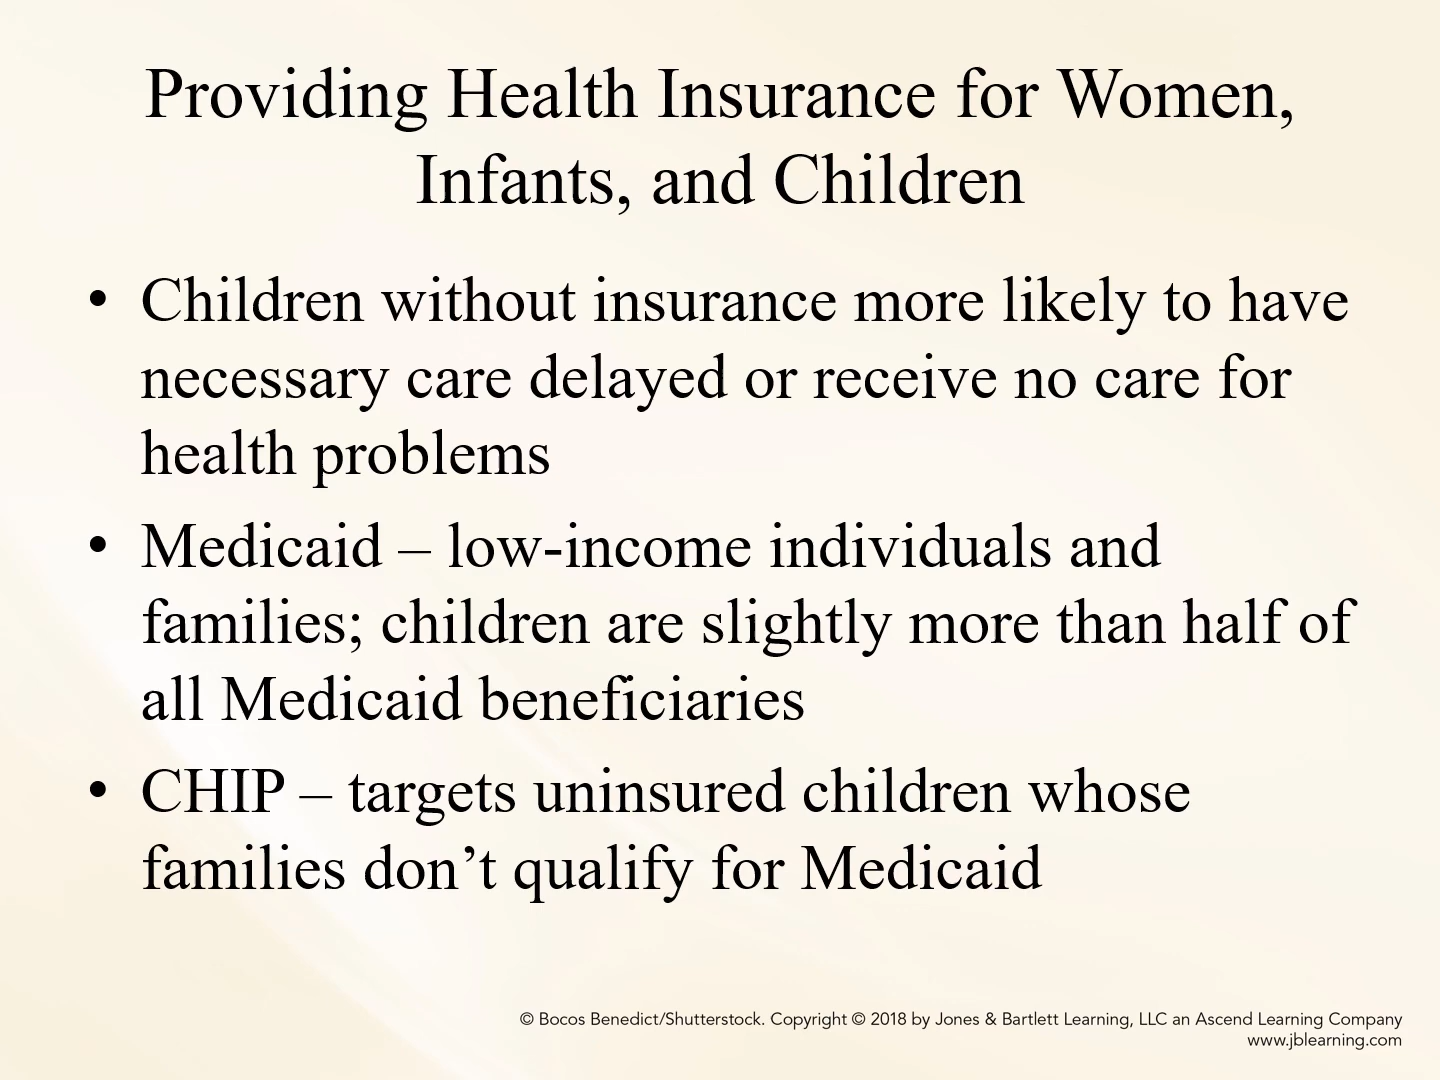 Providing Health Insurance for Women,
Infants, and Children
• Children without insurance more likely to have
necessary care delayed or receive no care for
health problems
• Medicaid – low-income individuals and
families; children are slightly more than half of
all Medicaid beneficiaries
• CHIP – targets uninsured children whose
families don’t qualify for Medicaid
© Bocos Benedict/Shutterstock. Copyright © 2018 by Jones & Bartlett Learning, LLC an Ascend Learning Company
www.jblearning.com